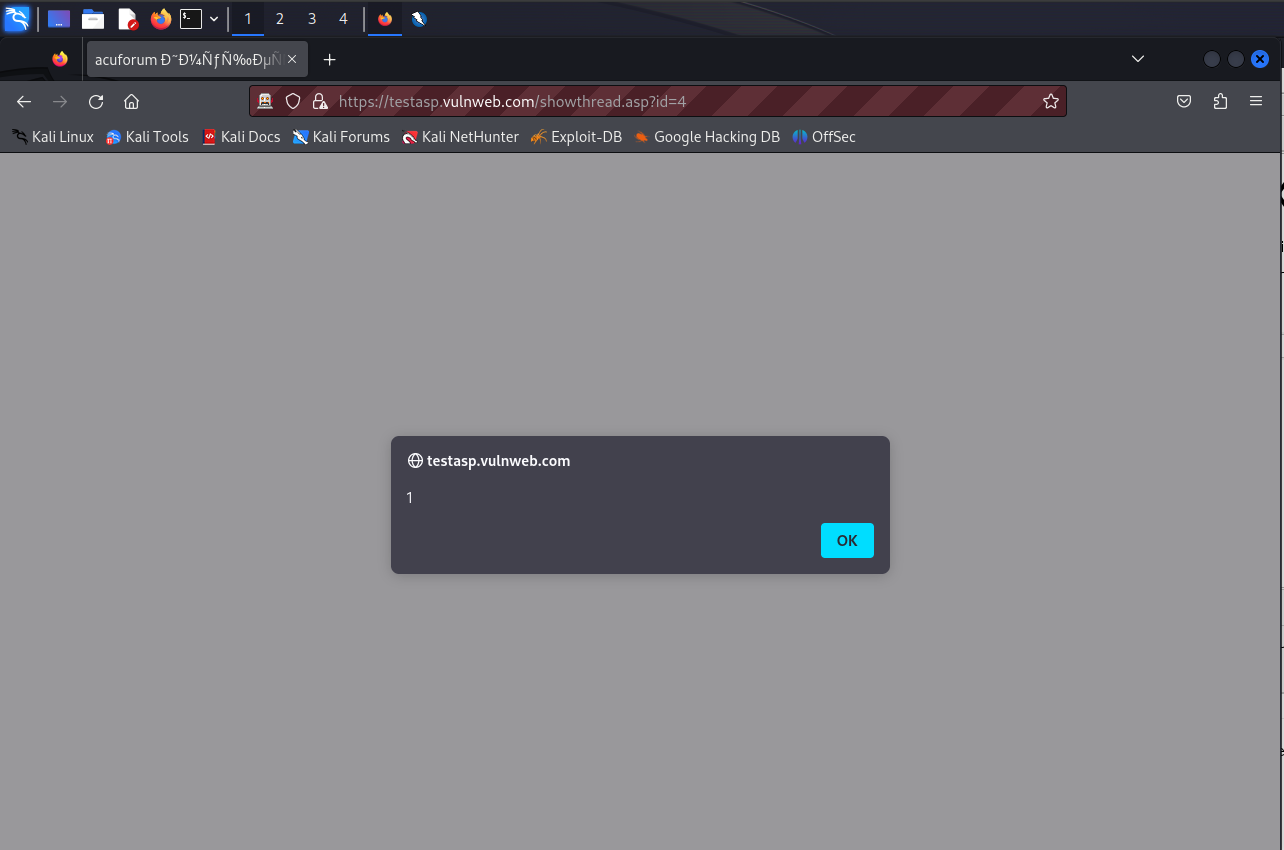 1 2 3 4
acuforum Ð˜Ð¼ÑƒÑ‰ÐµÑ
https://testasp.vulnweb.com/showthread.asp?id=4
Kali Linux Kali Tools Kali Docs Kali Forums Kali NetHunter Exploit-DB Google Hacking DB OffSec
testasp.vulnweb.com
1
OK